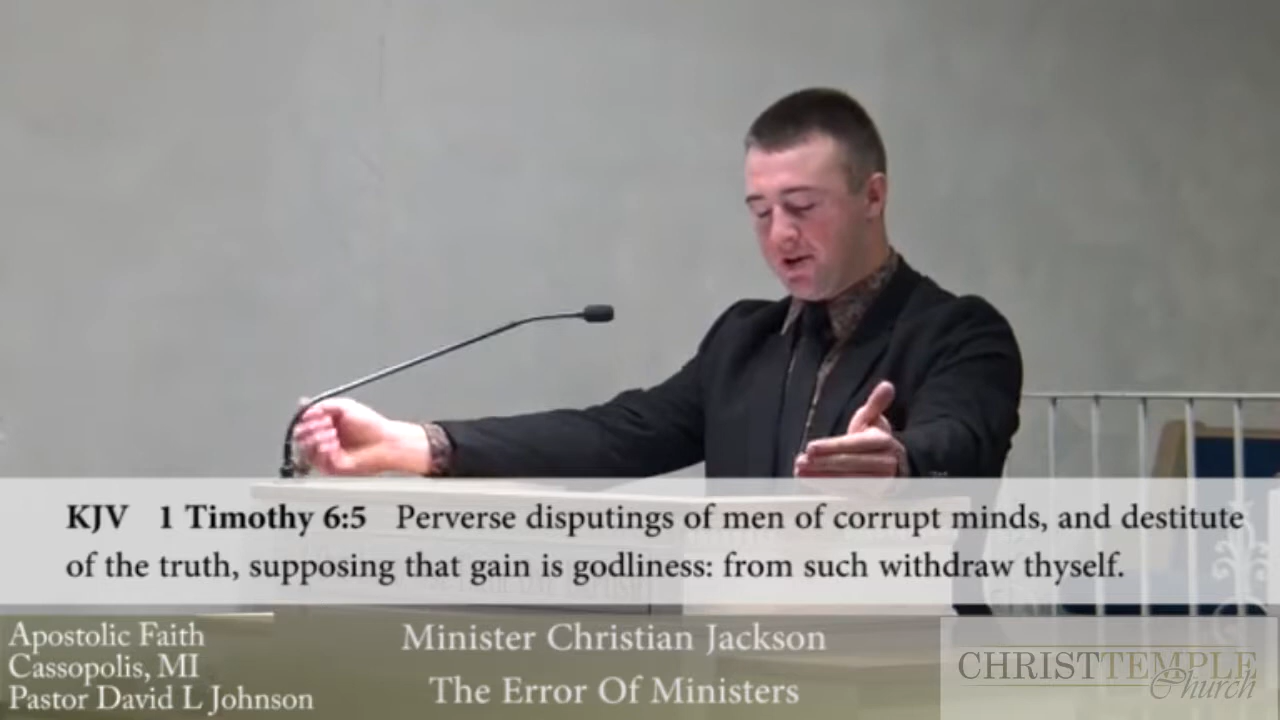 KJV 1 Timothy 6:5 Perverse disputings of men of corrupt minds, and destitute
of the truth, supposing that gain is godliness: from such withdraw thyself.
Apostolic Faith
Cassopolis, MI
Pastor David L Johnson
Minister Christian Jackson
The Error Of Ministers
CHRISTTEMPLE
Church